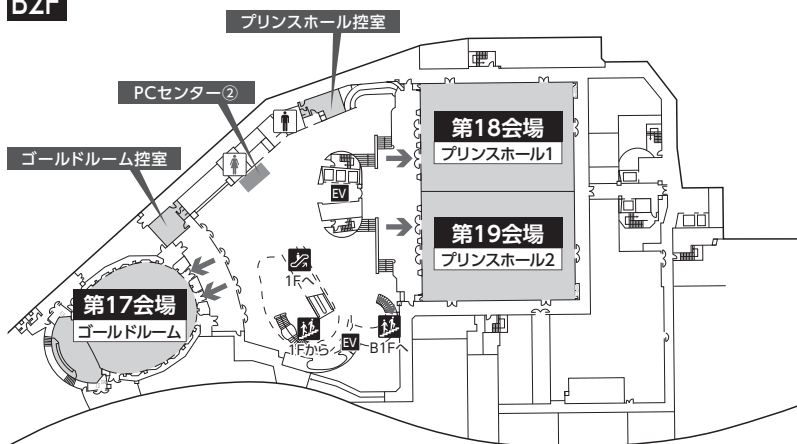 B2F
プリンスホール控室
PCセンター②
ゴールドルーム控室
第18会場
プリンスホール1
EV
第19会場
プリンスホール2
1Fへ
第17会場
ゴールドルーム
1Fから
EV
B1Fへ